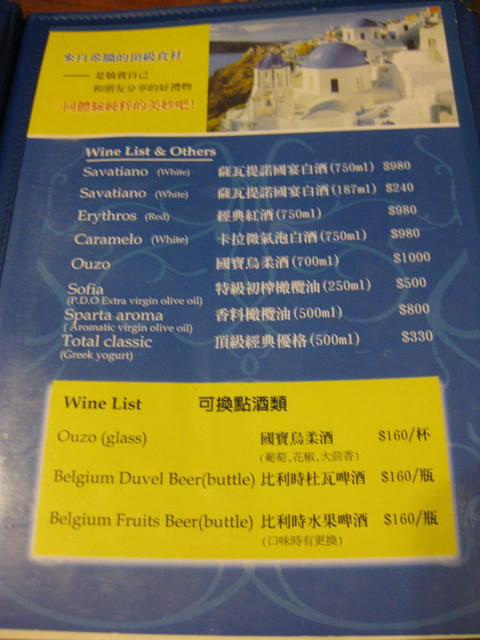 來自希臘的頂級食材
—— 是犒賞自己
和朋友分享的好禮物
一同體驗純粹的美妙吧!
Wine List & Others
Savatiano (White) 薩瓦提諾國宴白酒(750ml) $980
Savatiano (White) 薩瓦提諾國宴白酒(187ml) $240
Erythros (Red) 經典紅酒(750ml) $980
Caramelo (White) 卡拉微氣泡白酒(750ml) $980
Ouzo 國寶烏柔酒(700ml) $1000
Sofia 特級初榨橄欖油(250ml) $500
(P.D.O Extra virgin olive oil)
Sparta aroma 香料橄欖油(500ml) $800
( Aromatic virgin olive oil)
Total classic 頂級經典優格(500ml) $330
(Greek yogurt)
Wine List 可換點酒類
Ouzo (glass) 國寶烏柔酒 $160/杯
(葡萄、花椒、大茴香)
Belgium Duvel Beer(buttle) 比利時杜瓦啤酒 $160/瓶
Belgium Fruits Beer(buttle) 比利時水果啤酒 $160/瓶
(口味時有更換)